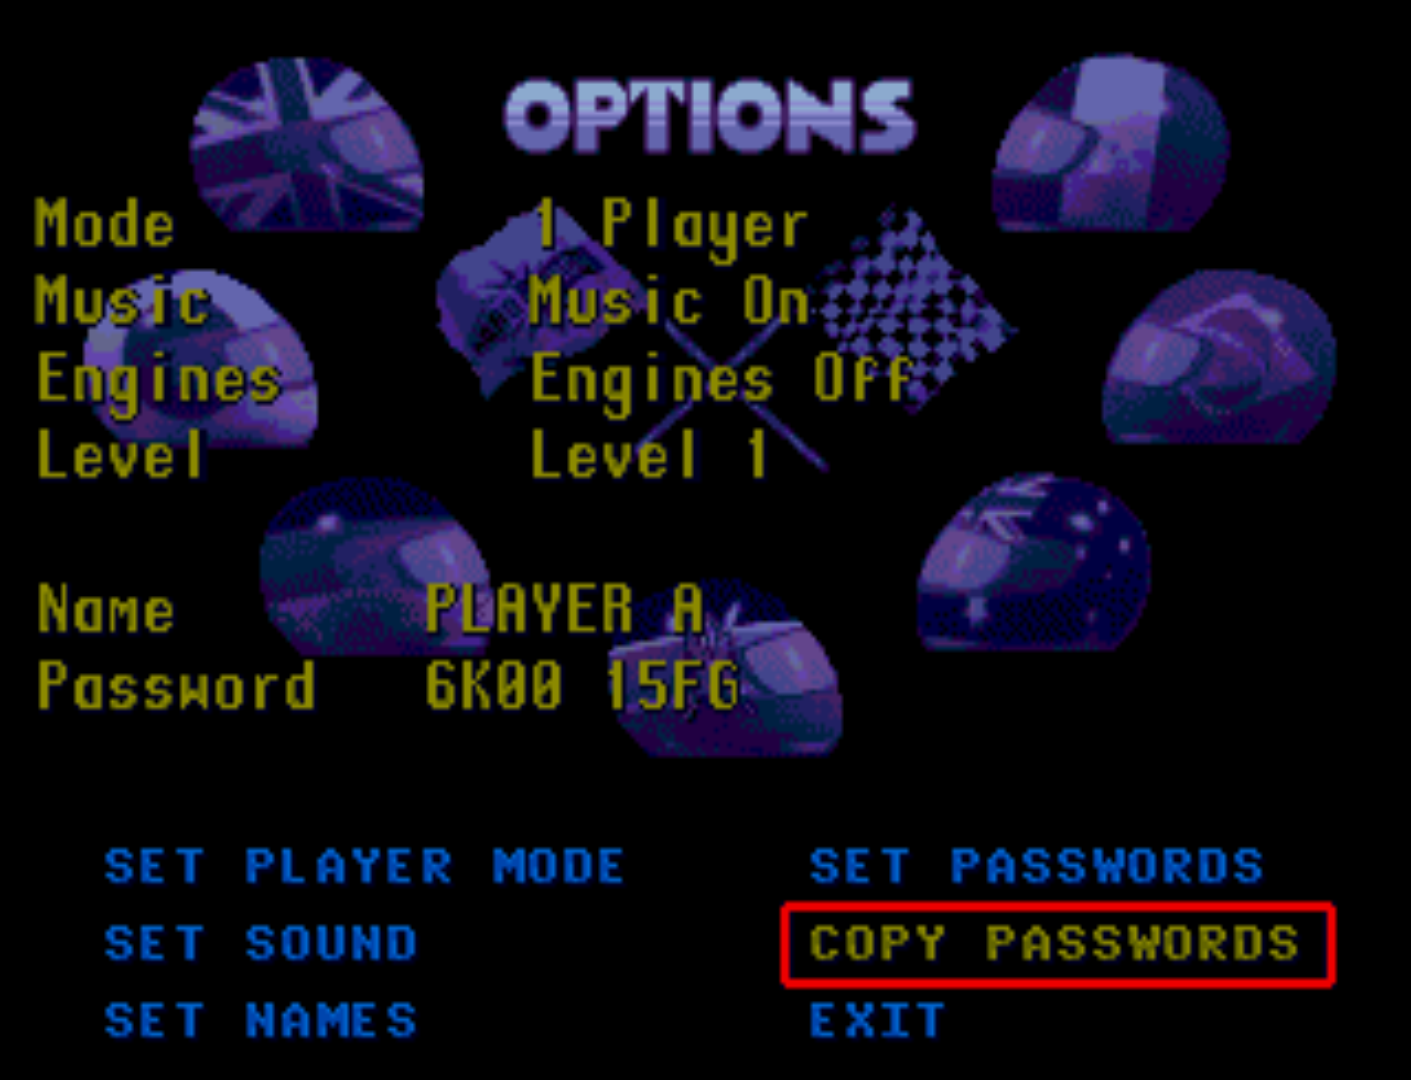 OPTIONS
Mode 1 Player
Music Music On
Engines Engines Off
Level Level 1
Name PLAYER A
Password 6K00 15FG
SET PLAYER MODE SET PASSWORDS
SET SOUND COPY PASSWORDS
SET NAMES EXIT